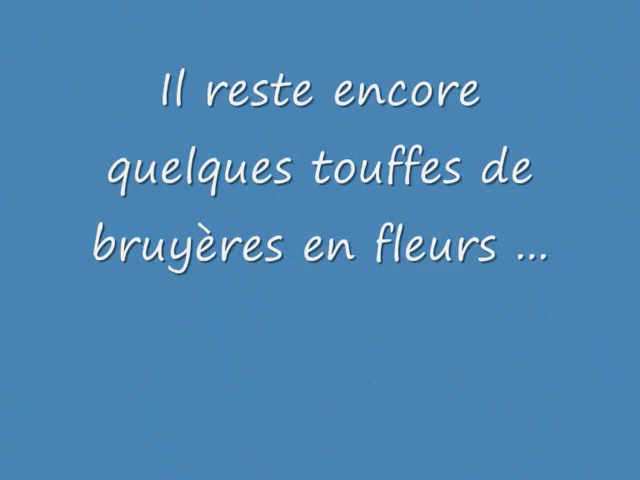 Il reste encore
quelques touffes de
bruyères en fleurs ...